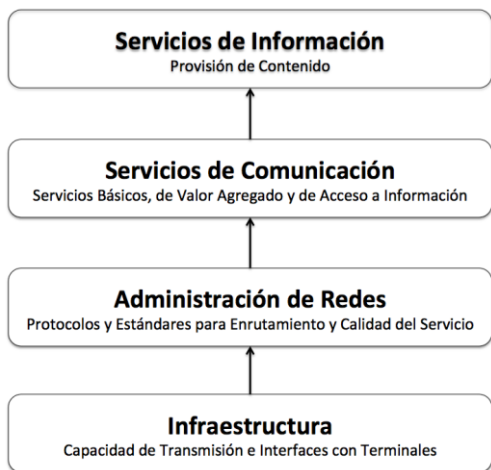 Servicios de Información
Provisión de Contenido
Servicios de Comunicación
Servicios Básicos, de Valor Agregado y de Acceso a Información
Administración de Redes
Protocolos y Estándares para Enrutamiento y Calidad del Servicio
Infraestructura
Capacidad de Transmisión e Interfaces con Terminales